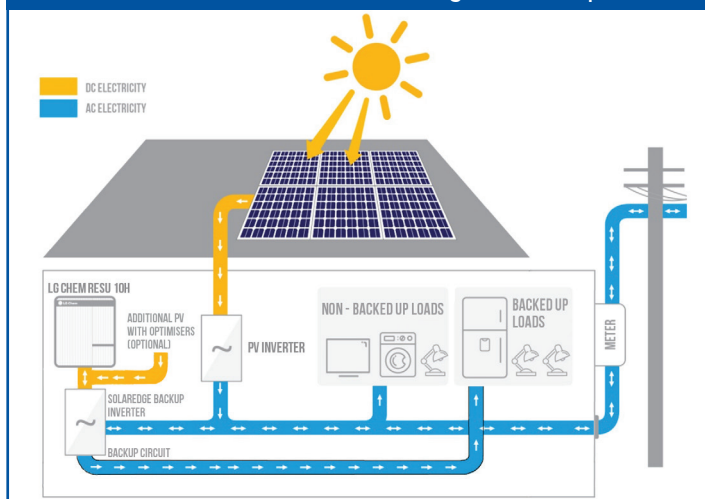 DC ELECTRICITY
AC ELECTRICITY
LG CHEM RESU 10H
ADDITIONAL PV
WITH OPTIMISERS
(OPTIONAL)
PV INVERTER
NON - BACKED UP LOADS
BACKED UP
LOADS
METER
SOLAREDGE BACKUP
INVERTER
BACKUP CIRCUIT